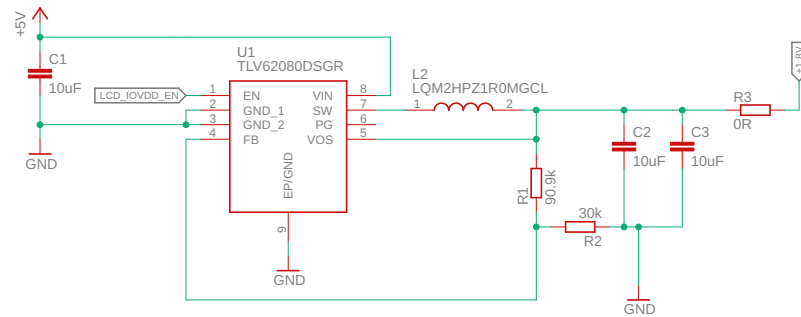 +5V
C1
10uF
GND
LCD_IOVDD_EN
U1
TLV62080DSGR
1
2
3
4
EN
GND_1
GND_2
FB
VIN
SW
PG
VOS
8
7
6
5
EP/GND
9
GND
L2
LQM2HPZ1R0MGCL
1
2
R1
90.9k
30k
R2
C2
10uF
C3
10uF
GND
R3
0R
+1.8V